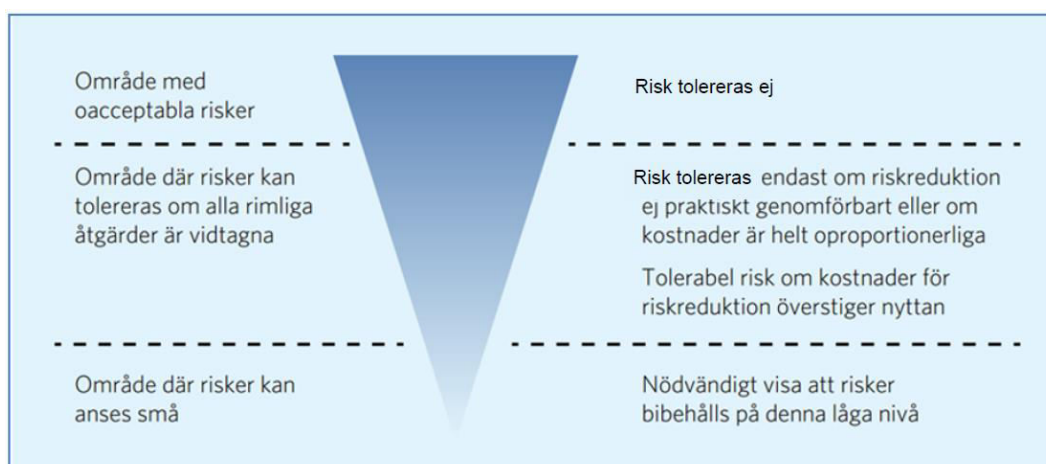 Område med
oacceptabla risker
Risk tolereras ej
Område där risker kan
tolereras om alla rimliga
åtgärder är vidtagna
Risk tolereras endast om riskreduktion
ej praktiskt genomförbart eller om
kostnader är helt oproportionerliga
Tolerabel risk om kostnader för
riskreduktion överstiger nyttan
Område där risker kan
anses små
Nödvändigt visa att risker
bibehålls på denna låga nivå